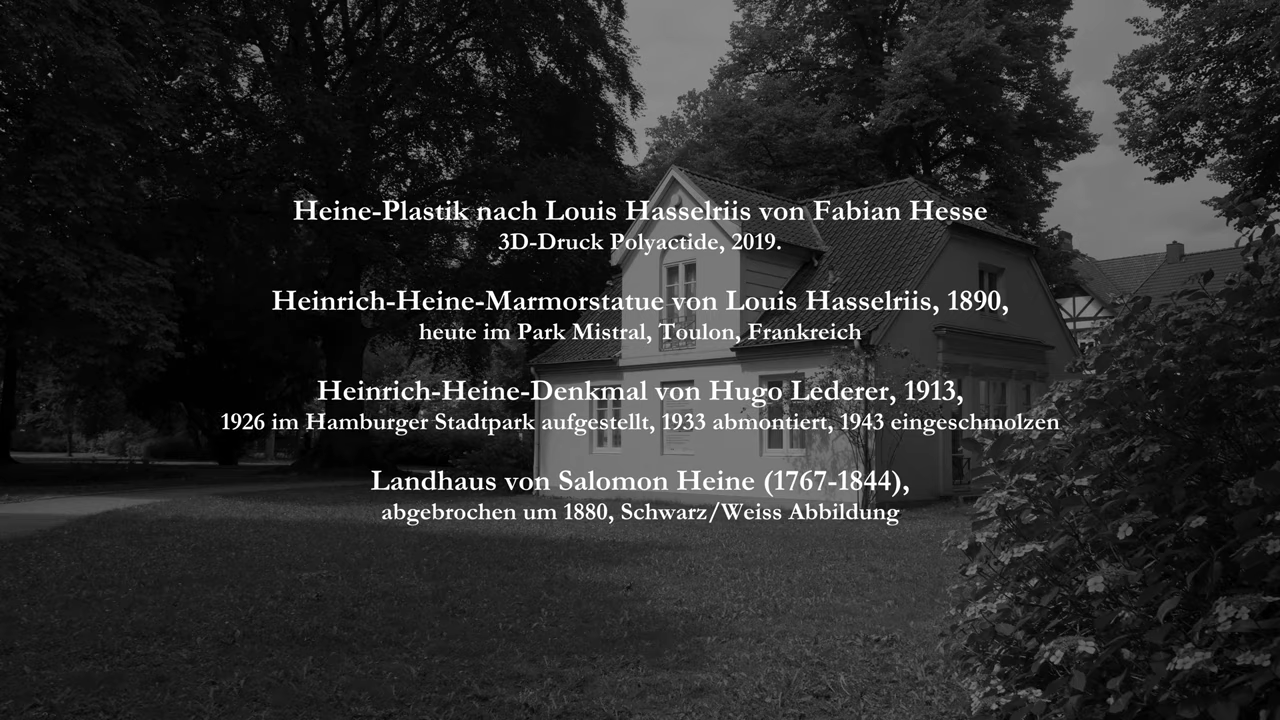 Heine-Plastik nach Louis Hasselriis von Fabian Hesse
3D-Druck Polyactide, 2019.
Heinrich-Heine-Marmorstatue von Louis Hasselriis, 1890,
heute im Park Mistral, Toulon, Frankreich
Heinrich-Heine-Denkmal von Hugo Lederer, 1913,
1926 im Hamburger Stadtpark aufgestellt, 1933 abmontiert, 1943 eingeschmolzen
Landhaus von Salomon Heine (1767-1844),
abgebrochen um 1880, Schwarz/Weiss Abbildung